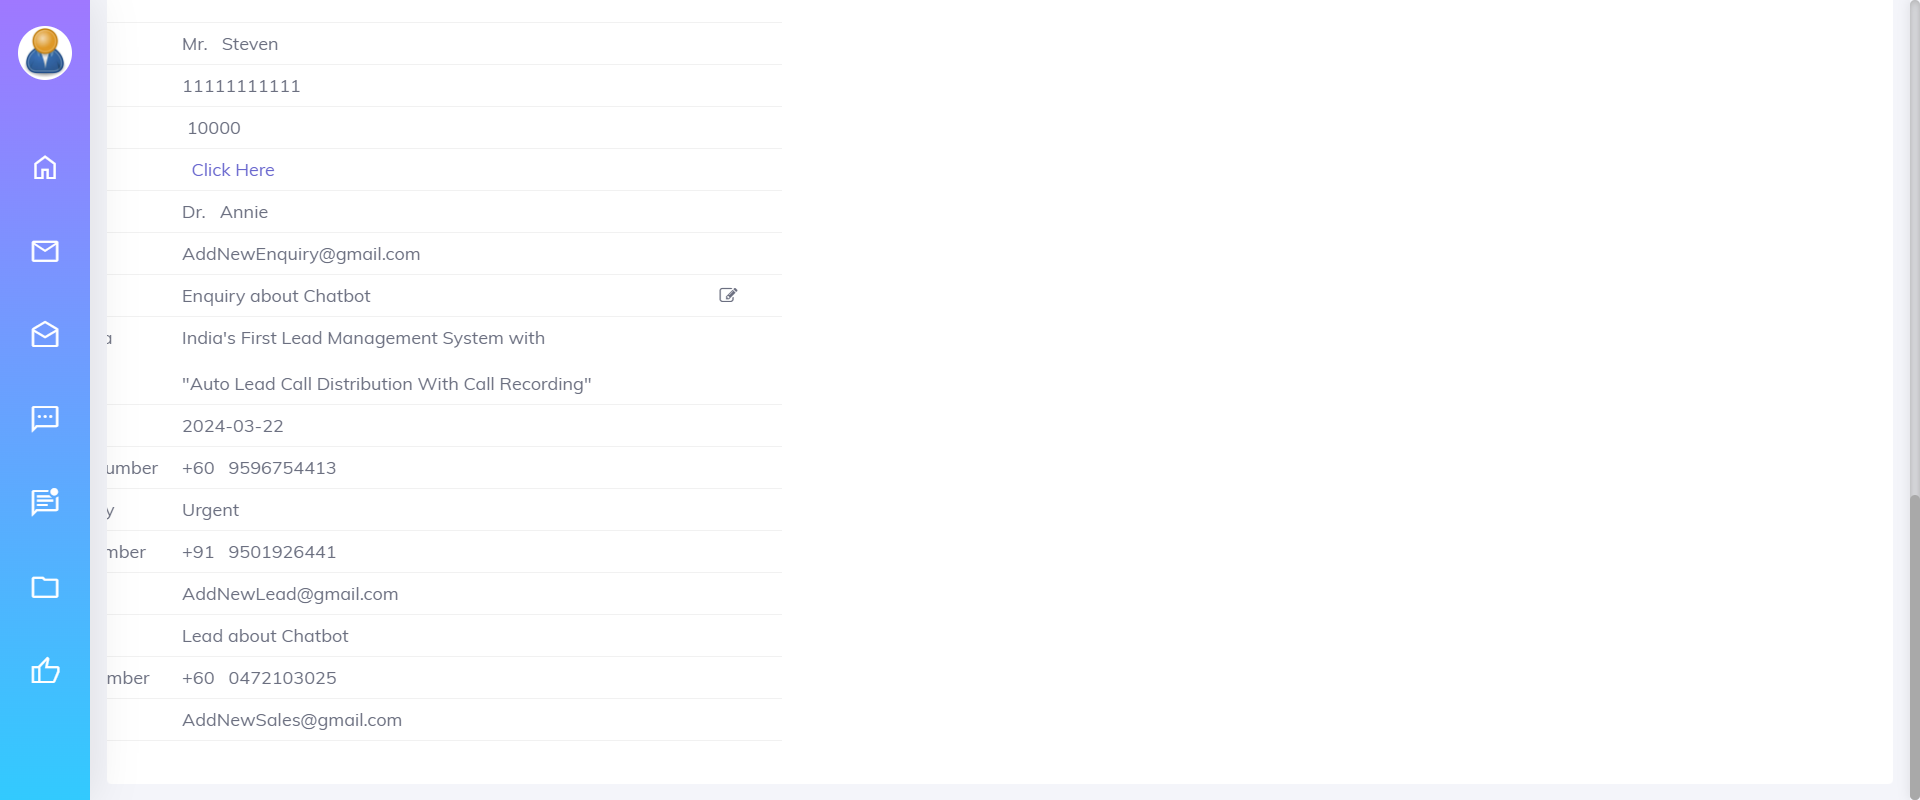 Mr. Steven
11111111111
10000
Click Here
Dr. Annie
AddNewEnquiry@gmail.com
Enquiry about Chatbot
India's First Lead Management System with
"Auto Lead Call Distribution With Call Recording"
2024-03-22
umber +60 9596754413
y Urgent
mber +91 9501926441
AddNewLead@gmail.com
Lead about Chatbot
mber +60 0472103025
AddNewSales@gmail.com